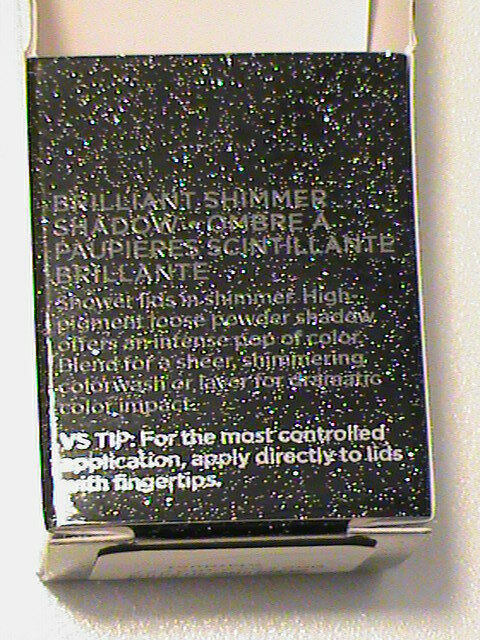 BRILLIANT SHIMMER
SHADOW • OMBRE À
PAUPIÈRES SCINTILLANTE
BRILLANTE
Shower lids in shimmer. High-
pigment loose powder shadow
offers an intense pop of color.
Blend for a sheer, shimmering
colorwash or layer for dramatic
color impact.
VS TIP: For the most controlled
application, apply directly to lids
with fingertips.